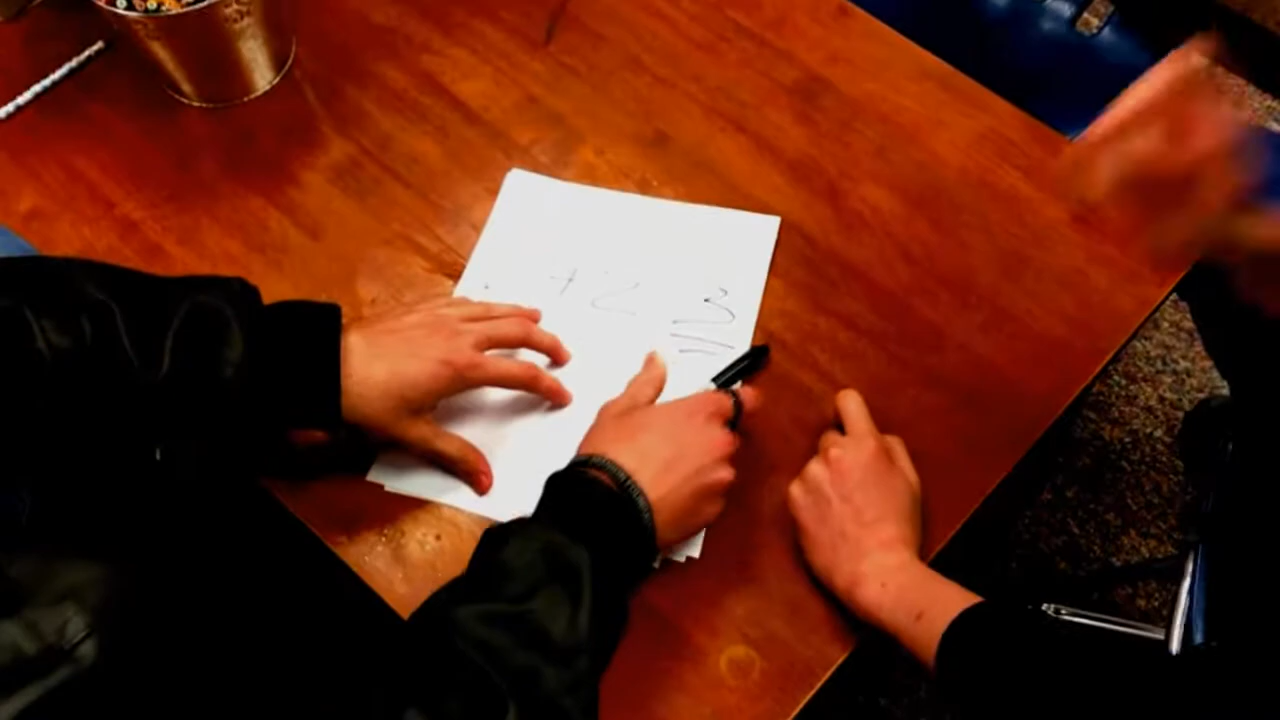 + 2 3
=